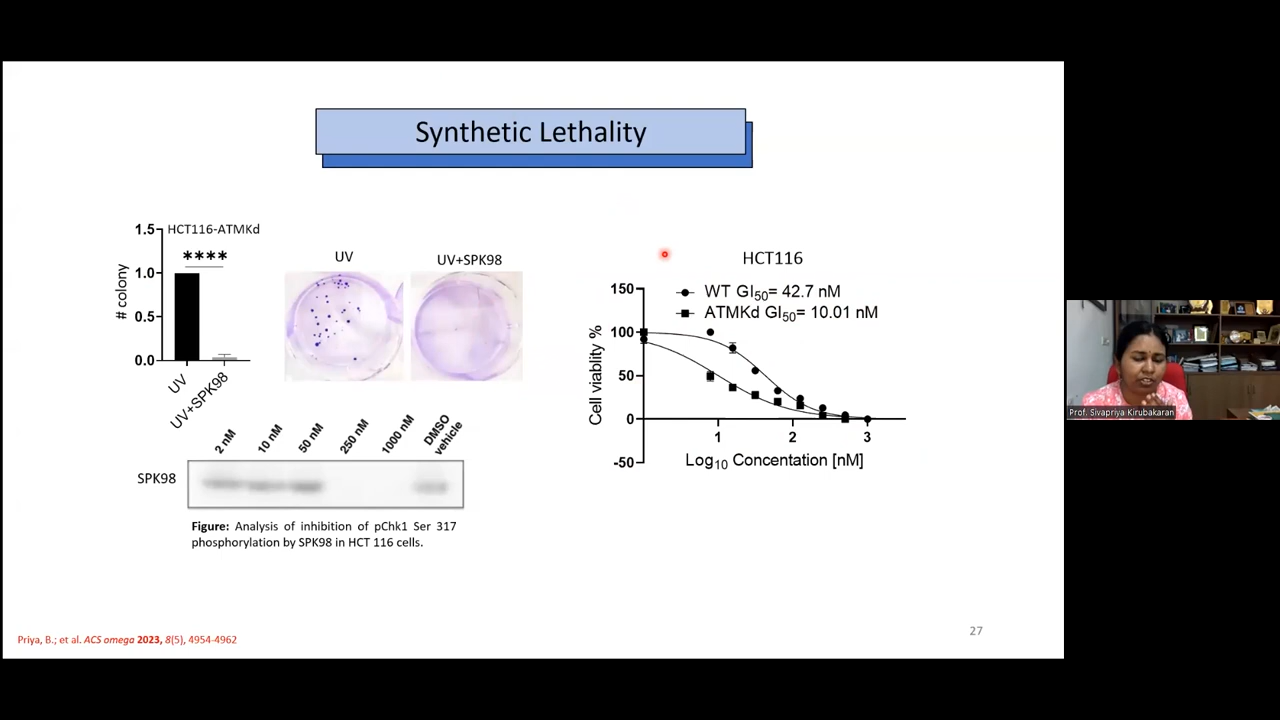 Synthetic Lethality
HCT116-ATMKd
****
# colony
1.5
1.0
0.5
0.0
UV
UV+SPK98
UV
UV+SPK98
HCT116
WT GI50= 42.7 nM
ATMKd GI50= 10.01 nM
Cell viablity %
150
100
50
0
-50
1
2
3
Log10 Concentation [nM]
2 nM
10 nM
50 nM
250 nM
1000 nM
DMSO
vehicle
SPK98
Figure: Analysis of inhibition of pChk1 Ser 317
phosphorylation by SPK98 in HCT 116 cells.
Priya, B.; et al. ACS omega 2023, 8(5), 4954-4962
27
Prof. Sivapriya Kirubakaran